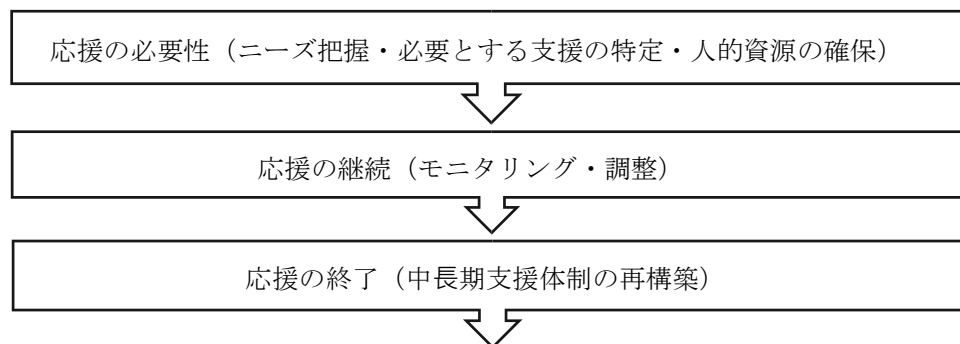 応援の必要性（ニーズ把握・必要とする支援の特定・人的資源の確保）
応援の継続（モニタリング・調整）
応援の終了（中長期支援体制の再構築）